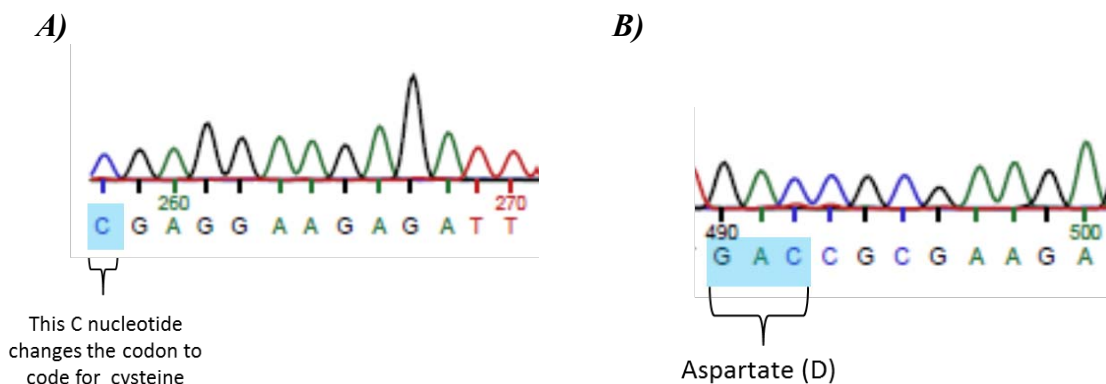 A)
B)
260
270
C G A G G A A G A G A T T
490
500
G A C C G C G A A G A
This C nucleotide
changes the codon to
code for cysteine
Aspartate (D)